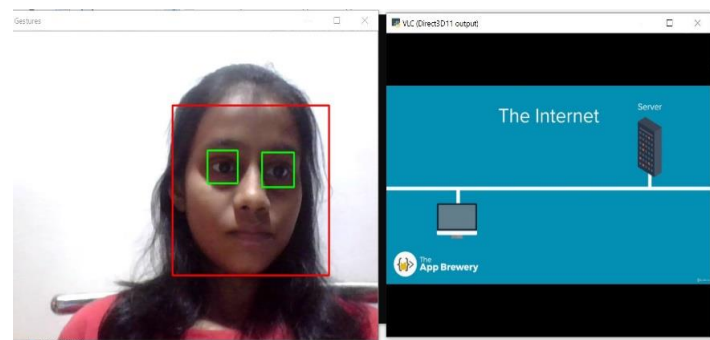 Gestures
VLC (Direct3D11 output)
The Internet
Server
The
App Brewery